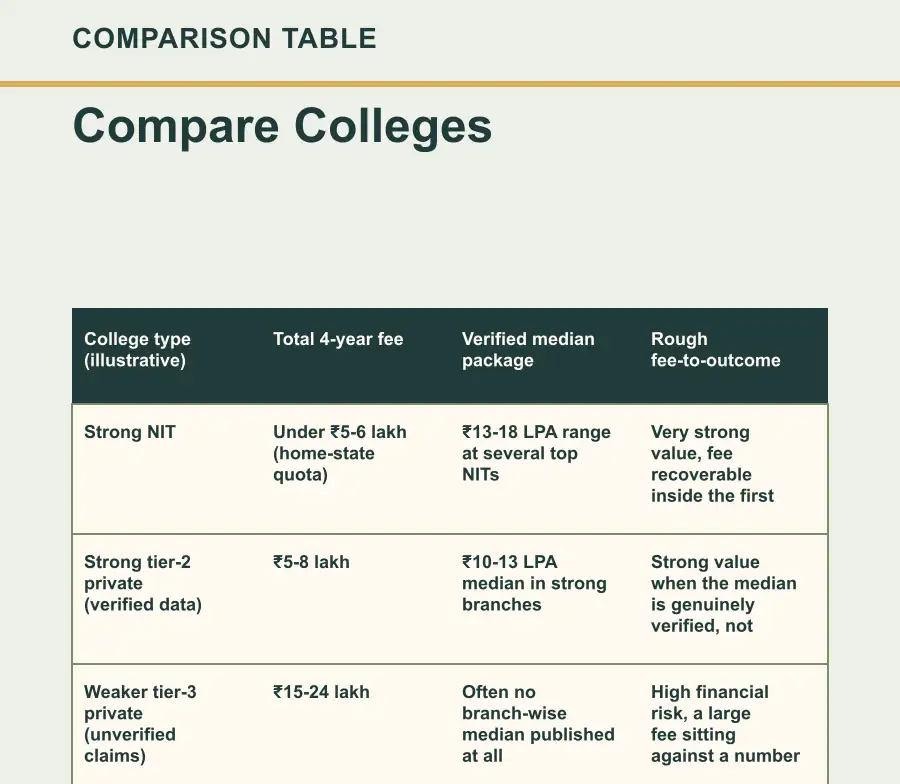 COMPARISON TABLE
Compare Colleges
College type
(illustrative)
Total 4-year fee
Verified median
package
Rough
fee-to-outcome
Strong NIT
Under ₹5-6 lakh
(home-state
quota)
₹13-18 LPA range
at several top
NITs
Very strong
value, fee
recoverable
inside the first
Strong tier-2
private
(verified data)
₹5-8 lakh
₹10-13 LPA
median in strong
branches
Strong value
when the median
is genuinely
verified, not
Weaker tier-3
private
(unverified
claims)
₹15-24 lakh
Often no
branch-wise
median published
at all
High financial
risk, a large
fee sitting
against a number